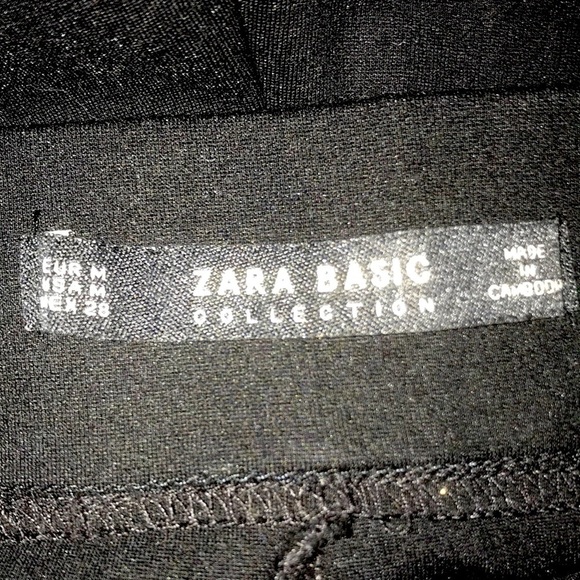 EUR M
USA M
MEX 28
ZARA BASIC
COLLECTION
MADE
IN
CAMBODIA